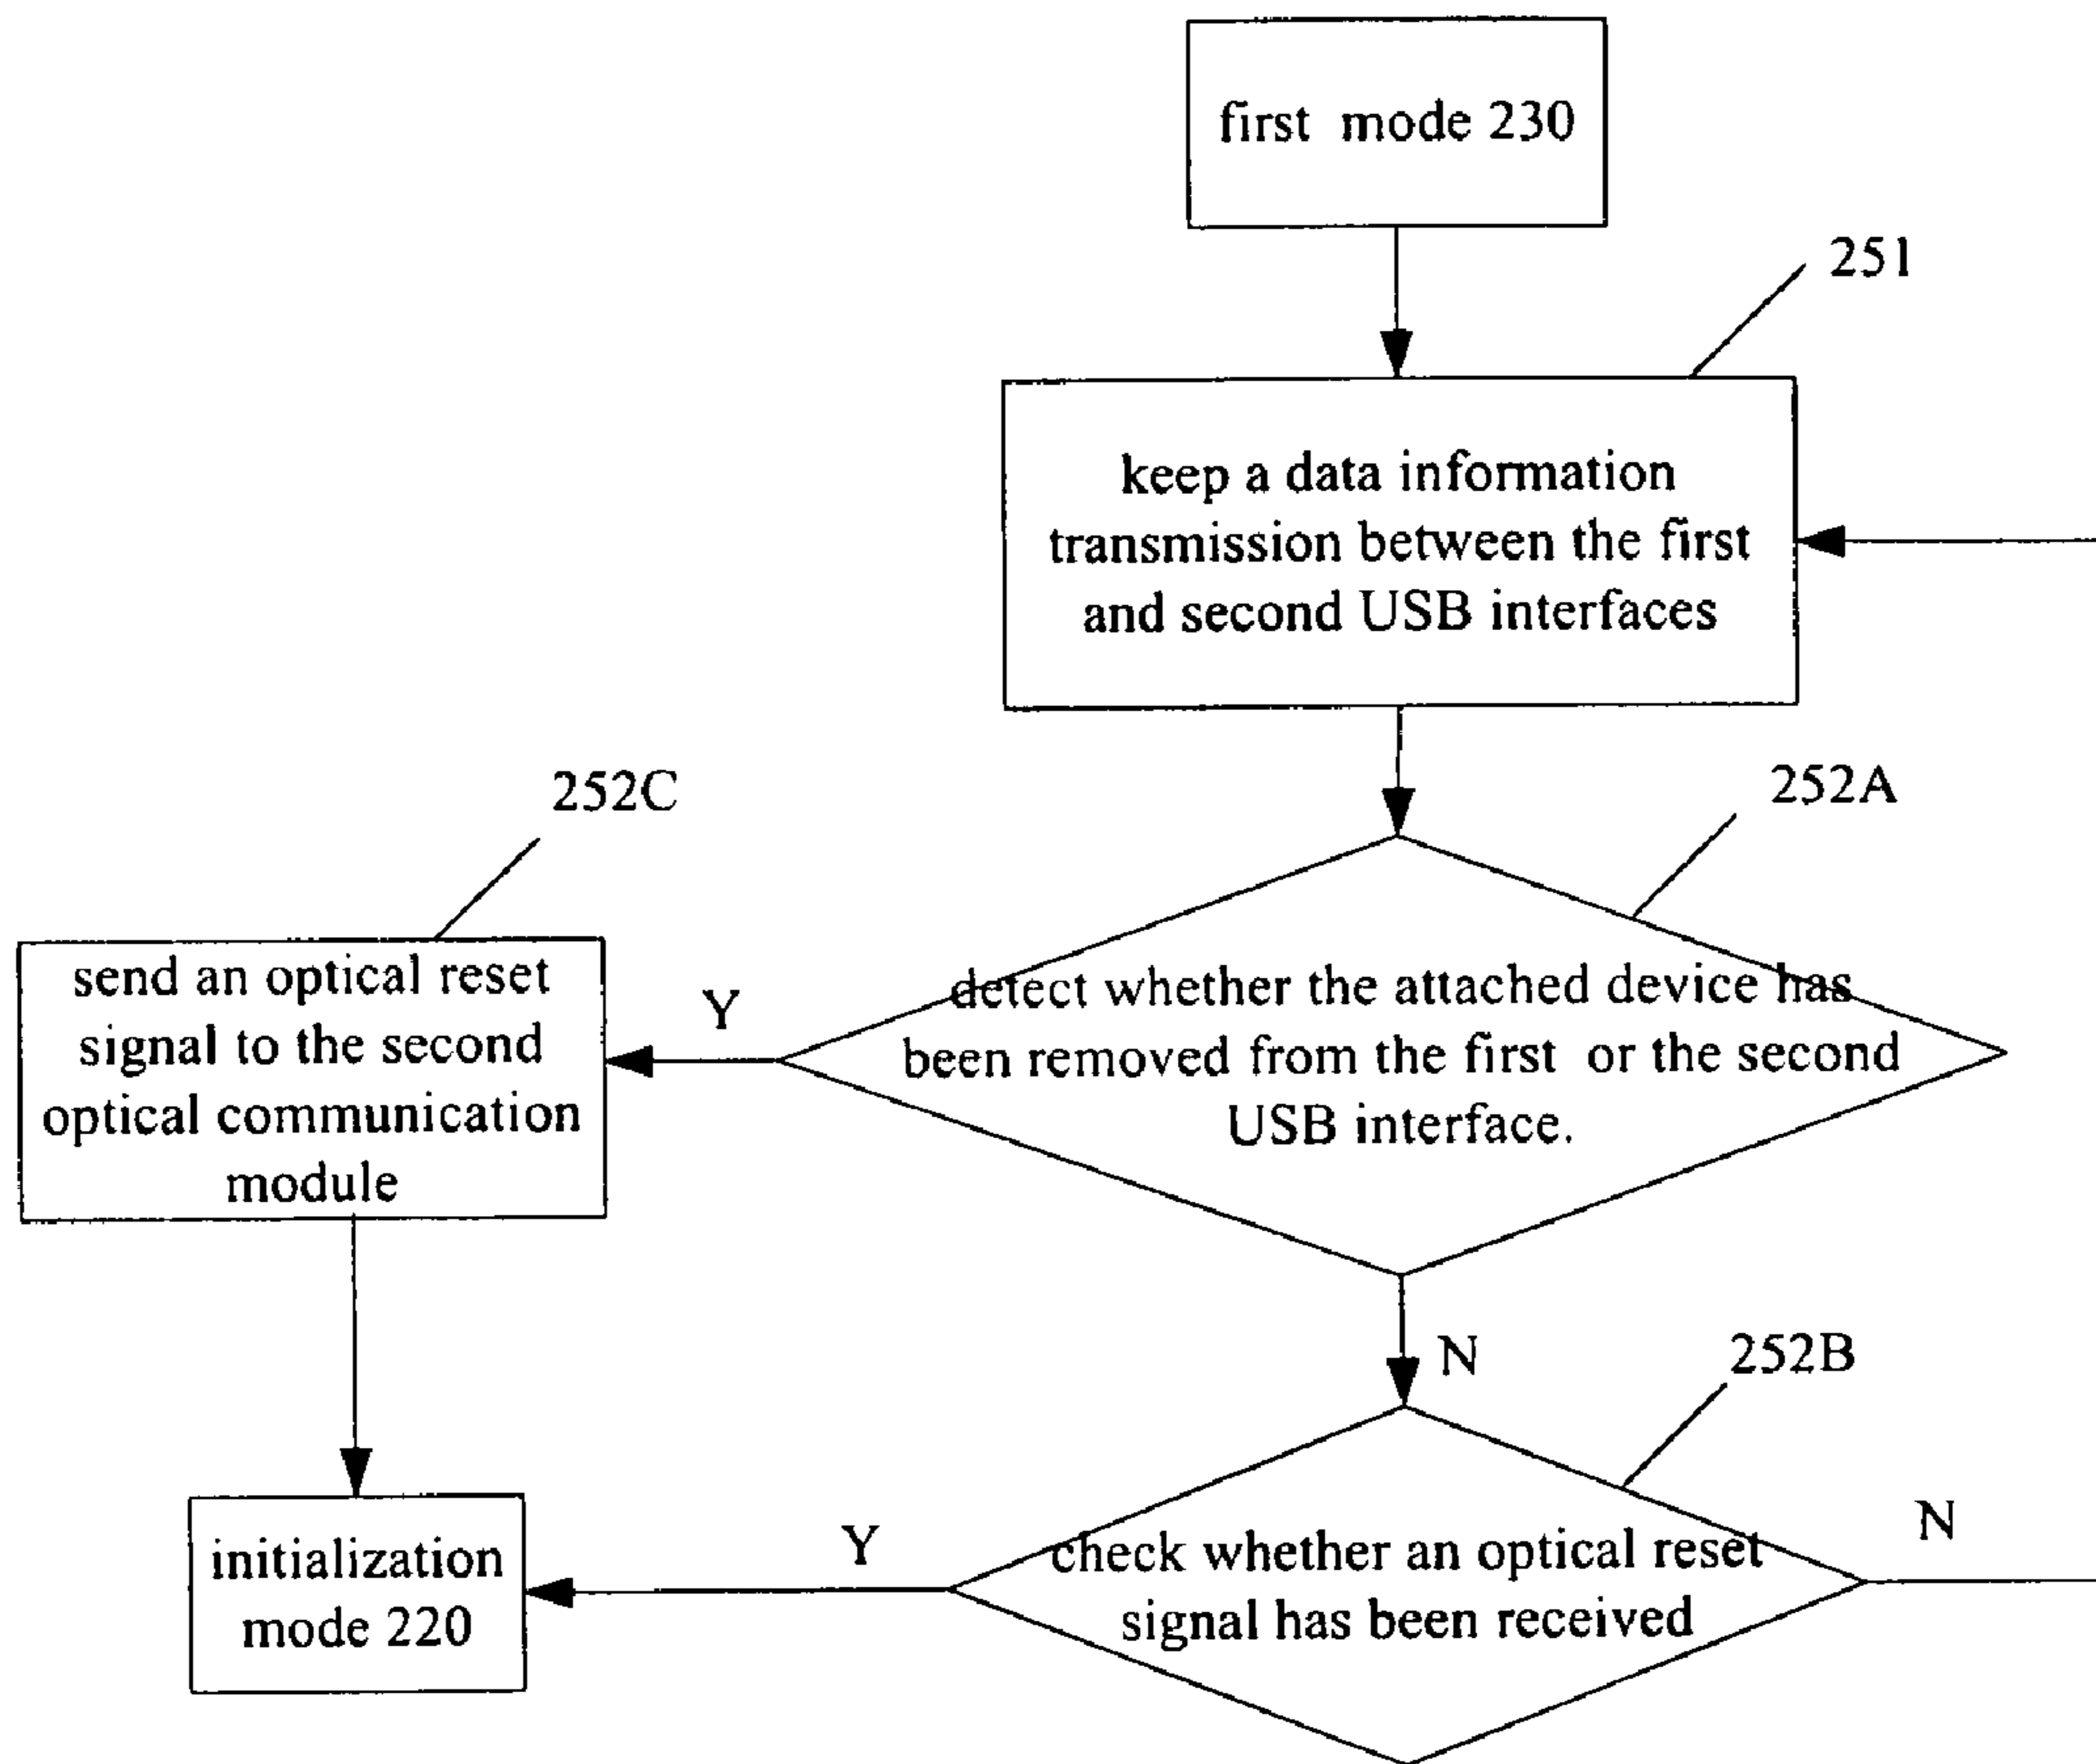 first mode 230
251
keep a data information
transmission between the first
and second USB interfaces
252C
252A
send an optical reset
signal to the second
optical communication
module
Y
detect whether the attached device has
been removed from the first or the second
USB interface.
N
252B
initialization
mode 220
Y
check whether an optical reset
signal has been received
N